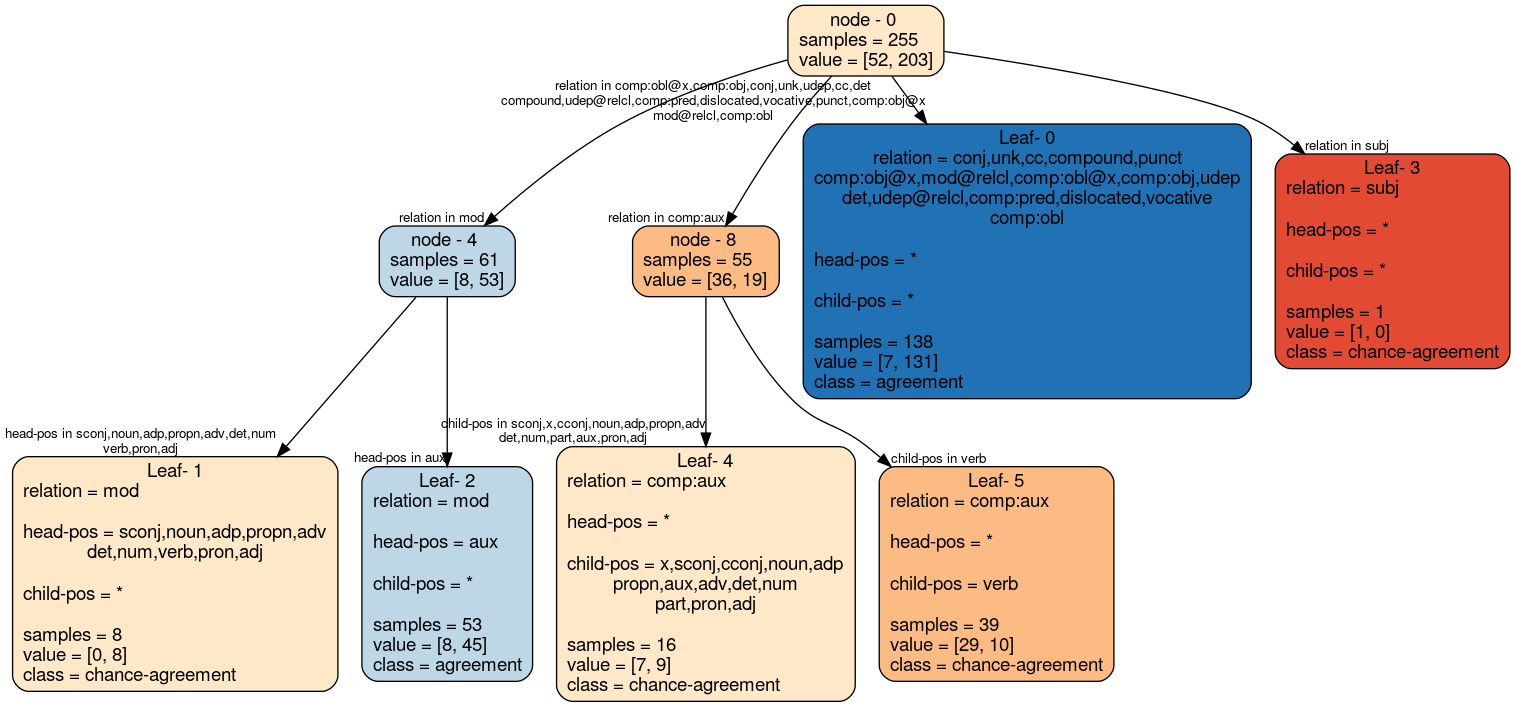 node - 0
samples = 255
value = [52, 203]
relation in comp:obl@x,comp:obj,conj,unk,udep,cc,det
compound,udep@relcl,comp:pred,dislocated,vocative,punct,comp:obj@x
mod@relcl,comp:obl
Leaf- 0
relation = conj,unk,cc,compound,punct
comp:obj@x,mod@relcl,comp:obl@x,comp:obj,udep
det,udep@relcl,comp:pred,dislocated,vocative
comp:obl
head-pos = *
child-pos = *
samples = 138
value = [7, 131]
class = agreement
relation in subj
Leaf- 3
relation = subj
head-pos = *
child-pos = *
samples = 1
value = [1, 0]
class = chance-agreement
relation in mod
node - 4
samples = 61
value = [8, 53]
relation in comp:aux
node - 8
samples = 55
value = [36, 19]
head-pos in sconj,noun,adp,propn,adv,det,num
verb,pron,adj
Leaf- 1
relation = mod
head-pos = sconj,noun,adp,propn,adv
det,num,verb,pron,adj
child-pos = *
samples = 8
value = [0, 8]
class = chance-agreement
head-pos in aux
Leaf- 2
relation = mod
head-pos = aux
child-pos = *
samples = 53
value = [8, 45]
class = agreement
child-pos in sconj,x,cconj,noun,adp,propn,adv
det,num,part,aux,pron,adj
Leaf- 4
relation = comp:aux
head-pos = *
child-pos = x,sconj,cconj,noun,adp
propn,aux,adv,det,num
part,pron,adj
samples = 16
value = [7, 9]
class = chance-agreement
child-pos in verb
Leaf- 5
relation = comp:aux
head-pos = *
child-pos = verb
samples = 39
value = [29, 10]
class = chance-agreement